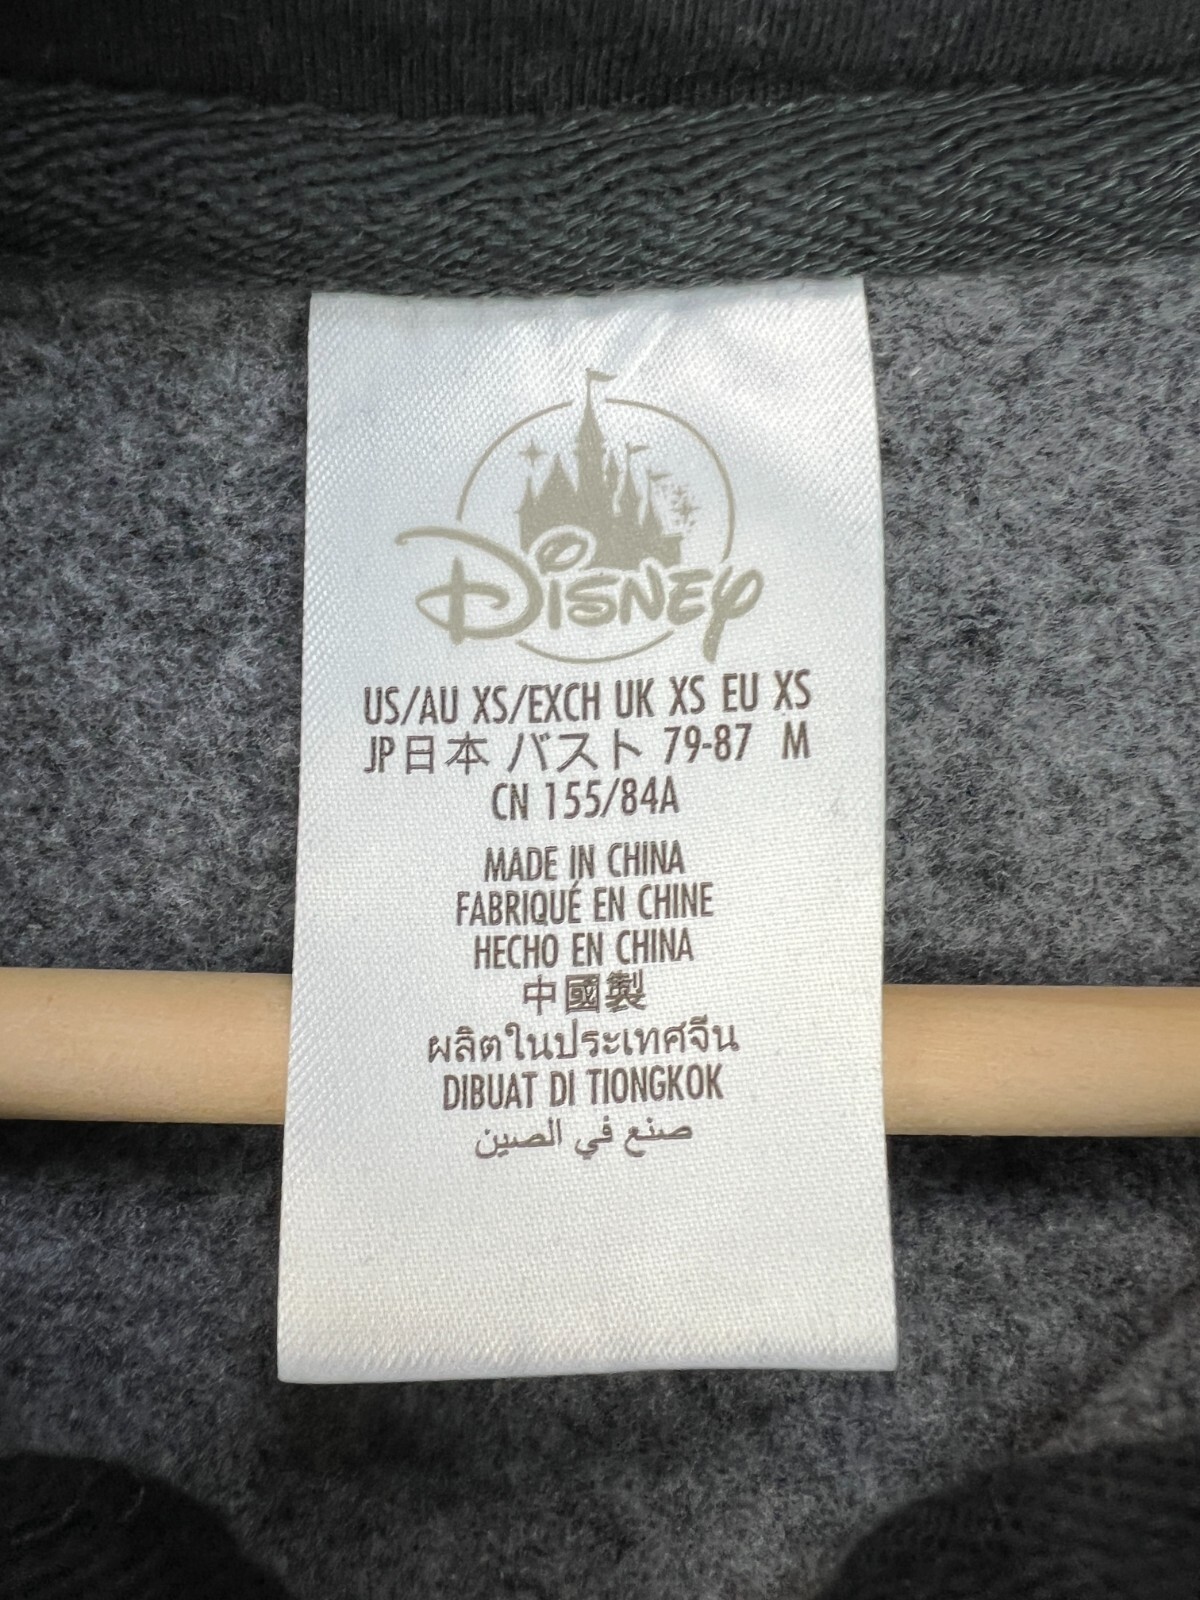 Disney
US/AU XS/EXCH UK XS EU XS
JP日本 バスト 79-87 M
CN 155/84A
MADE IN CHINA
FABRIQUÉ EN CHINE
HECHO EN CHINA
中國製
ผลิตในประเทศจีน
DIBUAT DI TIONGKOK
صنع في الصين